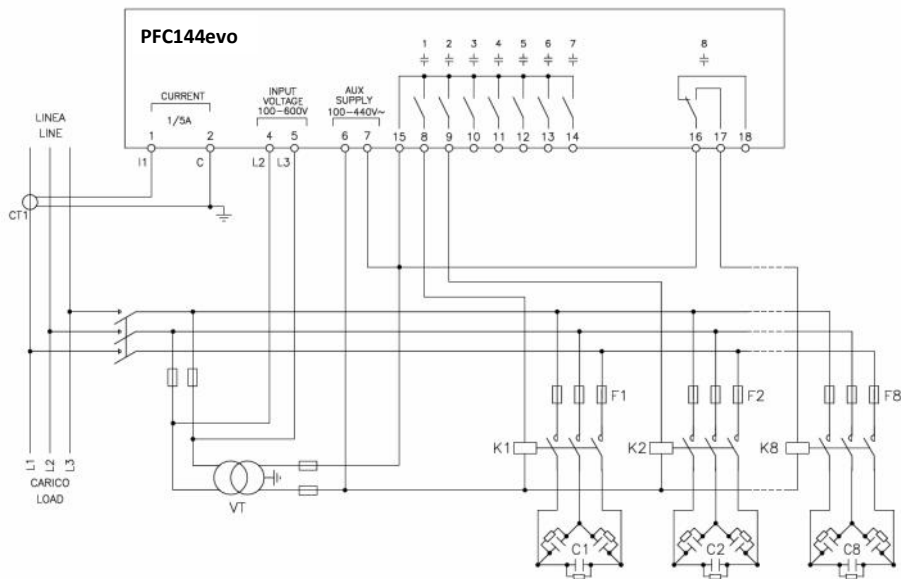 PFC144evo
1 2 3 4 5 6 7 8
CURRENT
INPUT
VOLTAGE
100-600V
AUX
SUPPLY
100-440V~
1/5A
LINEA
LINE
1 2 4 5 6 7 15 8 9 10 11 12 13 14 16 17 18
I1 C L2 L3
CT1
F1 F2 F8
K1 K2 K8
L1 L2 L3
CARICO
LOAD
VT
C1 C2 C8